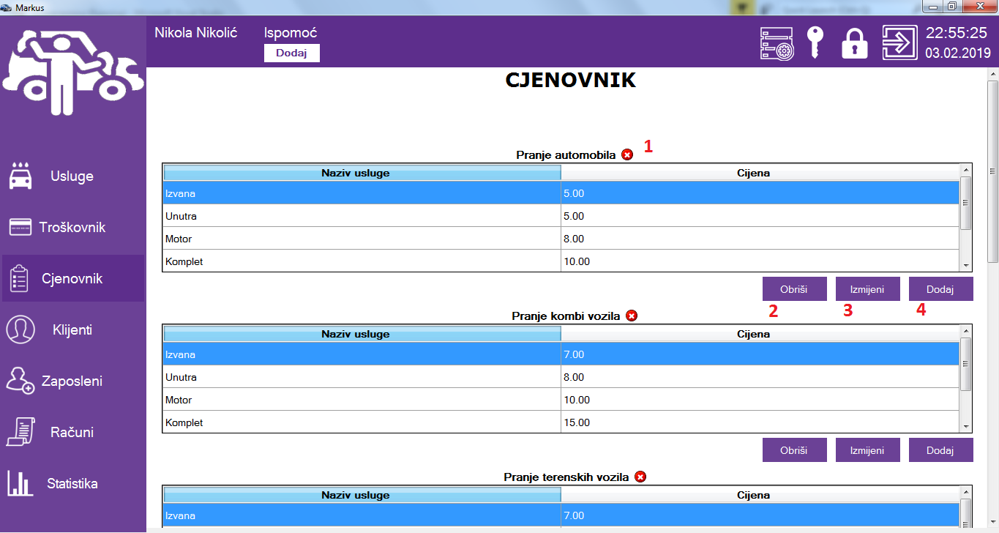 Markus
Nikola Nikolić
Ispomoć
Dodaj
22:55:25
03.02.2019
Usluge
Troškovnik
Cjenovnik
Klijenti
Zaposleni
Računi
Statistika
CJENOVNIK
Pranje automobila 1
Naziv usluge Cijena
Izvana 5.00
Unutra 5.00
Motor 8.00
Komplet 10.00
Obriši Izmijeni Dodaj
2 3 4
Pranje kombi vozila
Naziv usluge Cijena
Izvana 7.00
Unutra 8.00
Motor 10.00
Komplet 15.00
Obriši Izmijeni Dodaj
Pranje terenskih vozila
Naziv usluge Cijena
Izvana 7.00